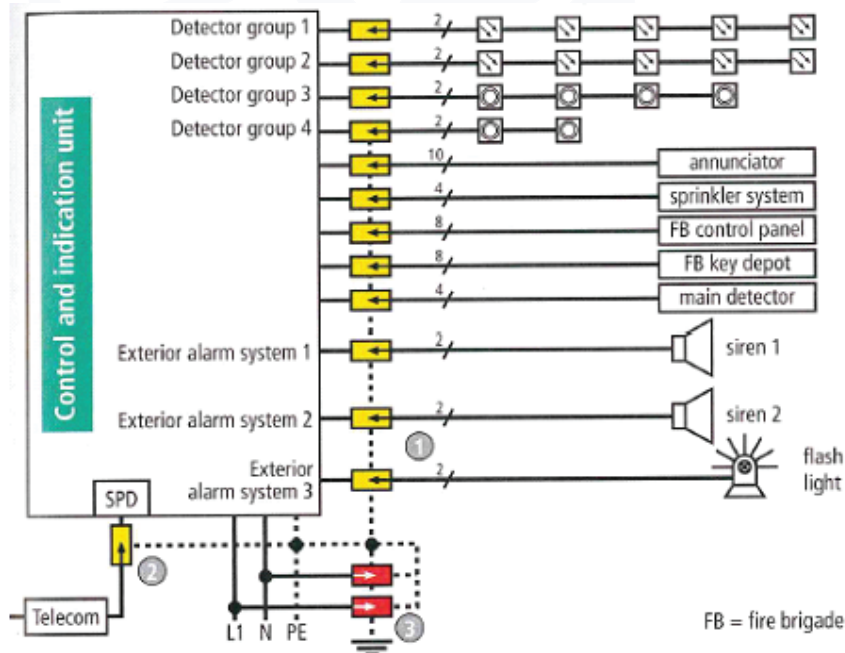 Control and indication unit
Detector group 1
2
Detector group 2
2
Detector group 3
2
Detector group 4
2
10
annunciator
4
sprinkler system
8
FB control panel
8
FB key depot
4
main detector
Exterior alarm system 1
2
siren 1
Exterior alarm system 2
2
siren 2
1
Exterior
alarm system 3
2
flash
light
SPD
2
3
Telecom
L1 N PE
FB = fire brigade